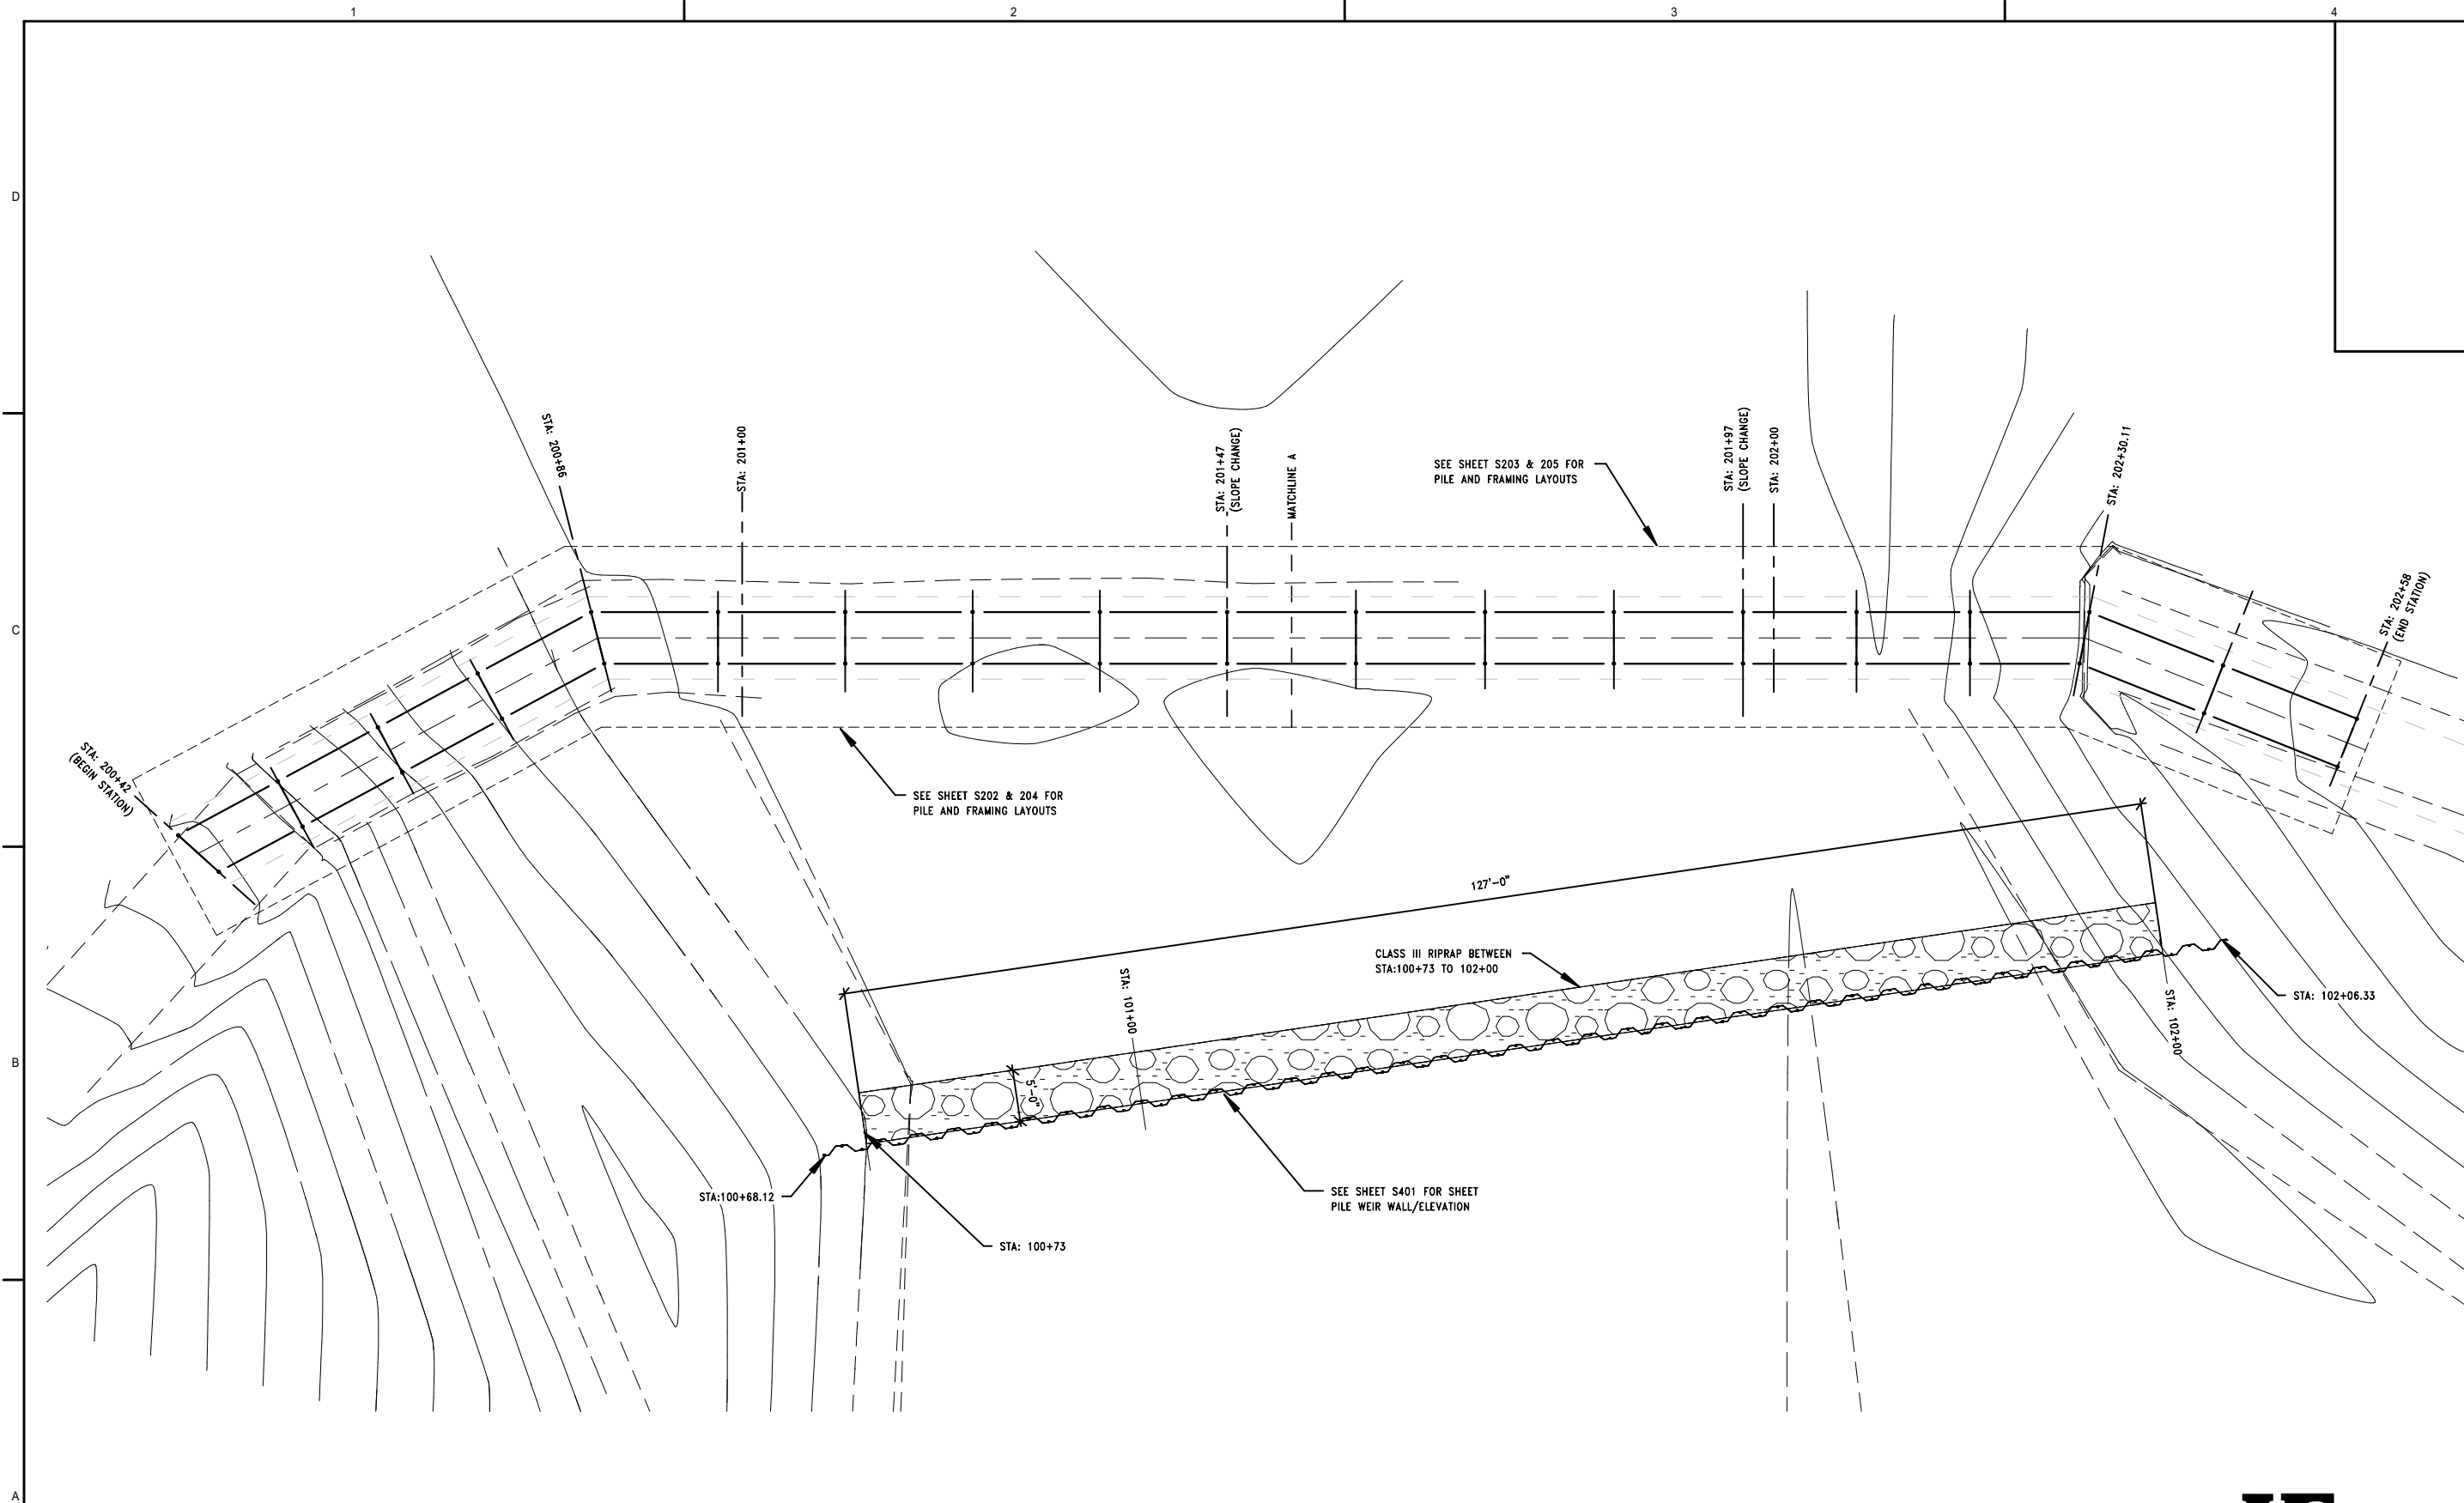 1
2
3
4
D
C
B
A
STA: 200+86
STA: 201+00
STA: 201+47
(SLOPE CHANGE)
MATCHLINE A
SEE SHEET S203 & 205 FOR
PILE AND FRAMING LAYOUTS
STA: 201+97
(SLOPE CHANGE)
STA: 202+00
STA: 202+30.11
STA: 202+58
(END STATION)
STA: 200+42
(BEGIN STATION)
SEE SHEET S202 & 204 FOR
PILE AND FRAMING LAYOUTS
127'-0"
CLASS III RIPRAP BETWEEN
STA:100+73 TO 102+00
STA: 101+00
5'-0"
STA: 102+00
STA: 102+06.33
STA:100+68.12
STA: 100+73
SEE SHEET S401 FOR SHEET
PILE WEIR WALL/ELEVATION